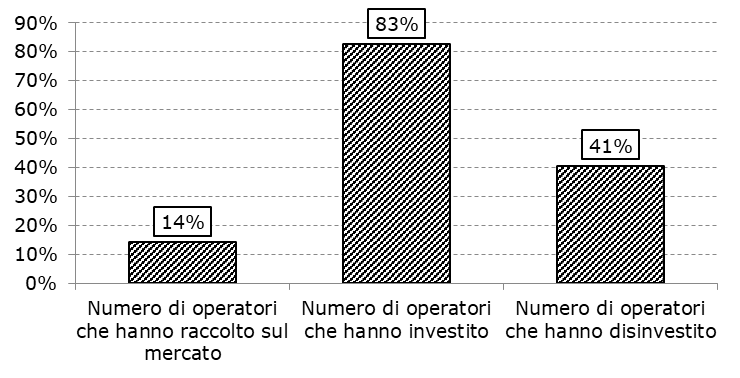 90%
80%
70%
60%
50%
40%
30%
20%
10%
0%
14%
83%
41%
Numero di operatori
che hanno raccolto sul
mercato
Numero di operatori
che hanno investito
Numero di operatori
che hanno disinvestito